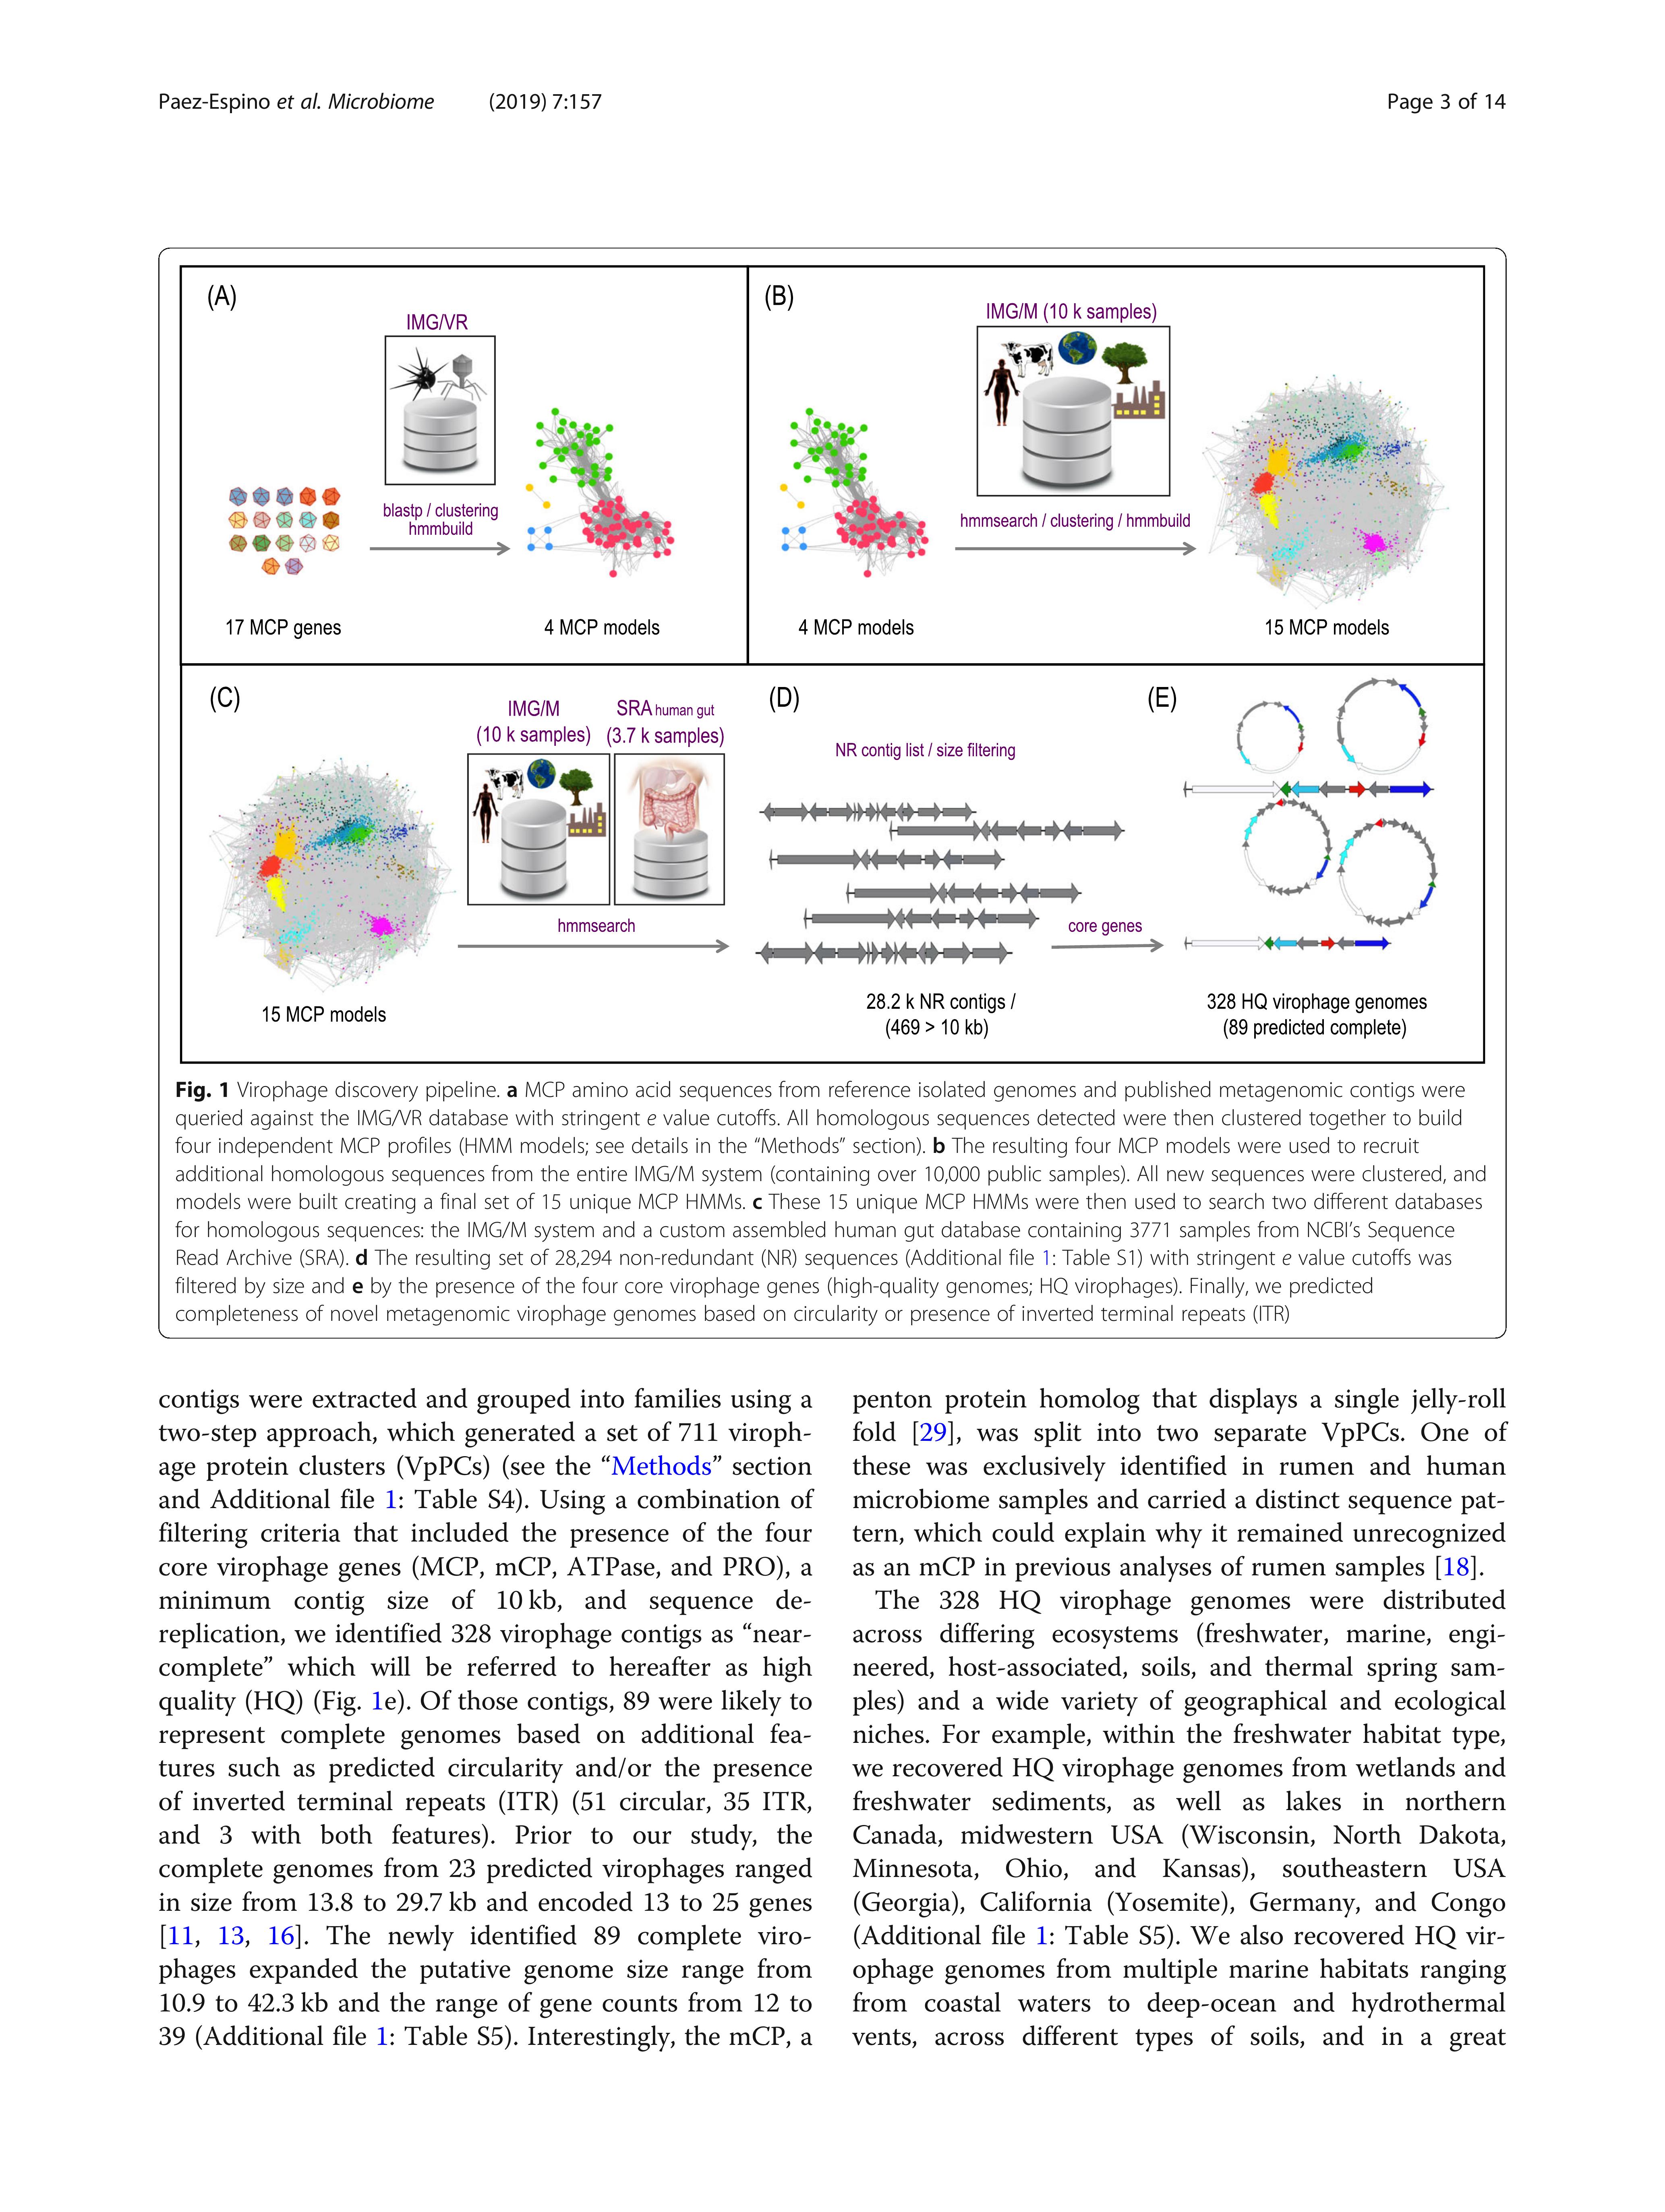 Paez-Espino et al. Microbiome (2019) 7:157 Page 3 of 14
(A)
IMG/VR
blastp / clustering
hmmbuild
17 MCP genes
4 MCP models
(B)
IMG/M (10 k samples)
hmmsearch / clustering / hmmbuild
4 MCP models
15 MCP models
(C)
IMG/M
(10 k samples)
SRA human gut
(3.7 k samples)
hmmsearch
15 MCP models
(D)
NR contig list / size filtering
core genes
28.2 k NR contigs /
(469 > 10 kb)
(E)
328 HQ virophage genomes
(89 predicted complete)
Fig. 1 Virophage discovery pipeline. a MCP amino acid sequences from reference isolated genomes and published metagenomic contigs were
queried against the IMG/VR database with stringent e value cutoffs. All homologous sequences detected were then clustered together to build
four independent MCP profiles (HMM models; see details in the “Methods” section). b The resulting four MCP models were used to recruit
additional homologous sequences from the entire IMG/M system (containing over 10,000 public samples). All new sequences were clustered, and
models were built creating a final set of 15 unique MCP HMMs. c These 15 unique MCP HMMs were then used to search two different databases
for homologous sequences: the IMG/M system and a custom assembled human gut database containing 3771 samples from NCBI’s Sequence
Read Archive (SRA). d The resulting set of 28,294 non-redundant (NR) sequences (Additional file 1: Table S1) with stringent e value cutoffs was
filtered by size and e by the presence of the four core virophage genes (high-quality genomes; HQ virophages). Finally, we predicted
completeness of novel metagenomic virophage genomes based on circularity or presence of inverted terminal repeats (ITR)
contigs were extracted and grouped into families using a
two-step approach, which generated a set of 711 viroph-
age protein clusters (VpPCs) (see the “Methods” section
and Additional file 1: Table S4). Using a combination of
filtering criteria that included the presence of the four
core virophage genes (MCP, mCP, ATPase, and PRO), a
minimum contig size of 10 kb, and sequence de-
replication, we identified 328 virophage contigs as “near-
complete” which will be referred to hereafter as high
quality (HQ) (Fig. 1e). Of those contigs, 89 were likely to
represent complete genomes based on additional fea-
tures such as predicted circularity and/or the presence
of inverted terminal repeats (ITR) (51 circular, 35 ITR,
and 3 with both features). Prior to our study, the
complete genomes from 23 predicted virophages ranged
in size from 13.8 to 29.7 kb and encoded 13 to 25 genes
[11, 13, 16]. The newly identified 89 complete viro-
phages expanded the putative genome size range from
10.9 to 42.3 kb and the range of gene counts from 12 to
39 (Additional file 1: Table S5). Interestingly, the mCP, a
penton protein homolog that displays a single jelly-roll
fold [29], was split into two separate VpPCs. One of
these was exclusively identified in rumen and human
microbiome samples and carried a distinct sequence pat-
tern, which could explain why it remained unrecognized
as an mCP in previous analyses of rumen samples [18].
The 328 HQ virophage genomes were distributed
across differing ecosystems (freshwater, marine, engi-
neered, host-associated, soils, and thermal spring sam-
ples) and a wide variety of geographical and ecological
niches. For example, within the freshwater habitat type,
we recovered HQ virophage genomes from wetlands and
freshwater sediments, as well as lakes in northern
Canada, midwestern USA (Wisconsin, North Dakota,
Minnesota, Ohio, and Kansas), southeastern USA
(Georgia), California (Yosemite), Germany, and Congo
(Additional file 1: Table S5). We also recovered HQ vir-
ophage genomes from multiple marine habitats ranging
from coastal waters to deep-ocean and hydrothermal
vents, across different types of soils, and in a great